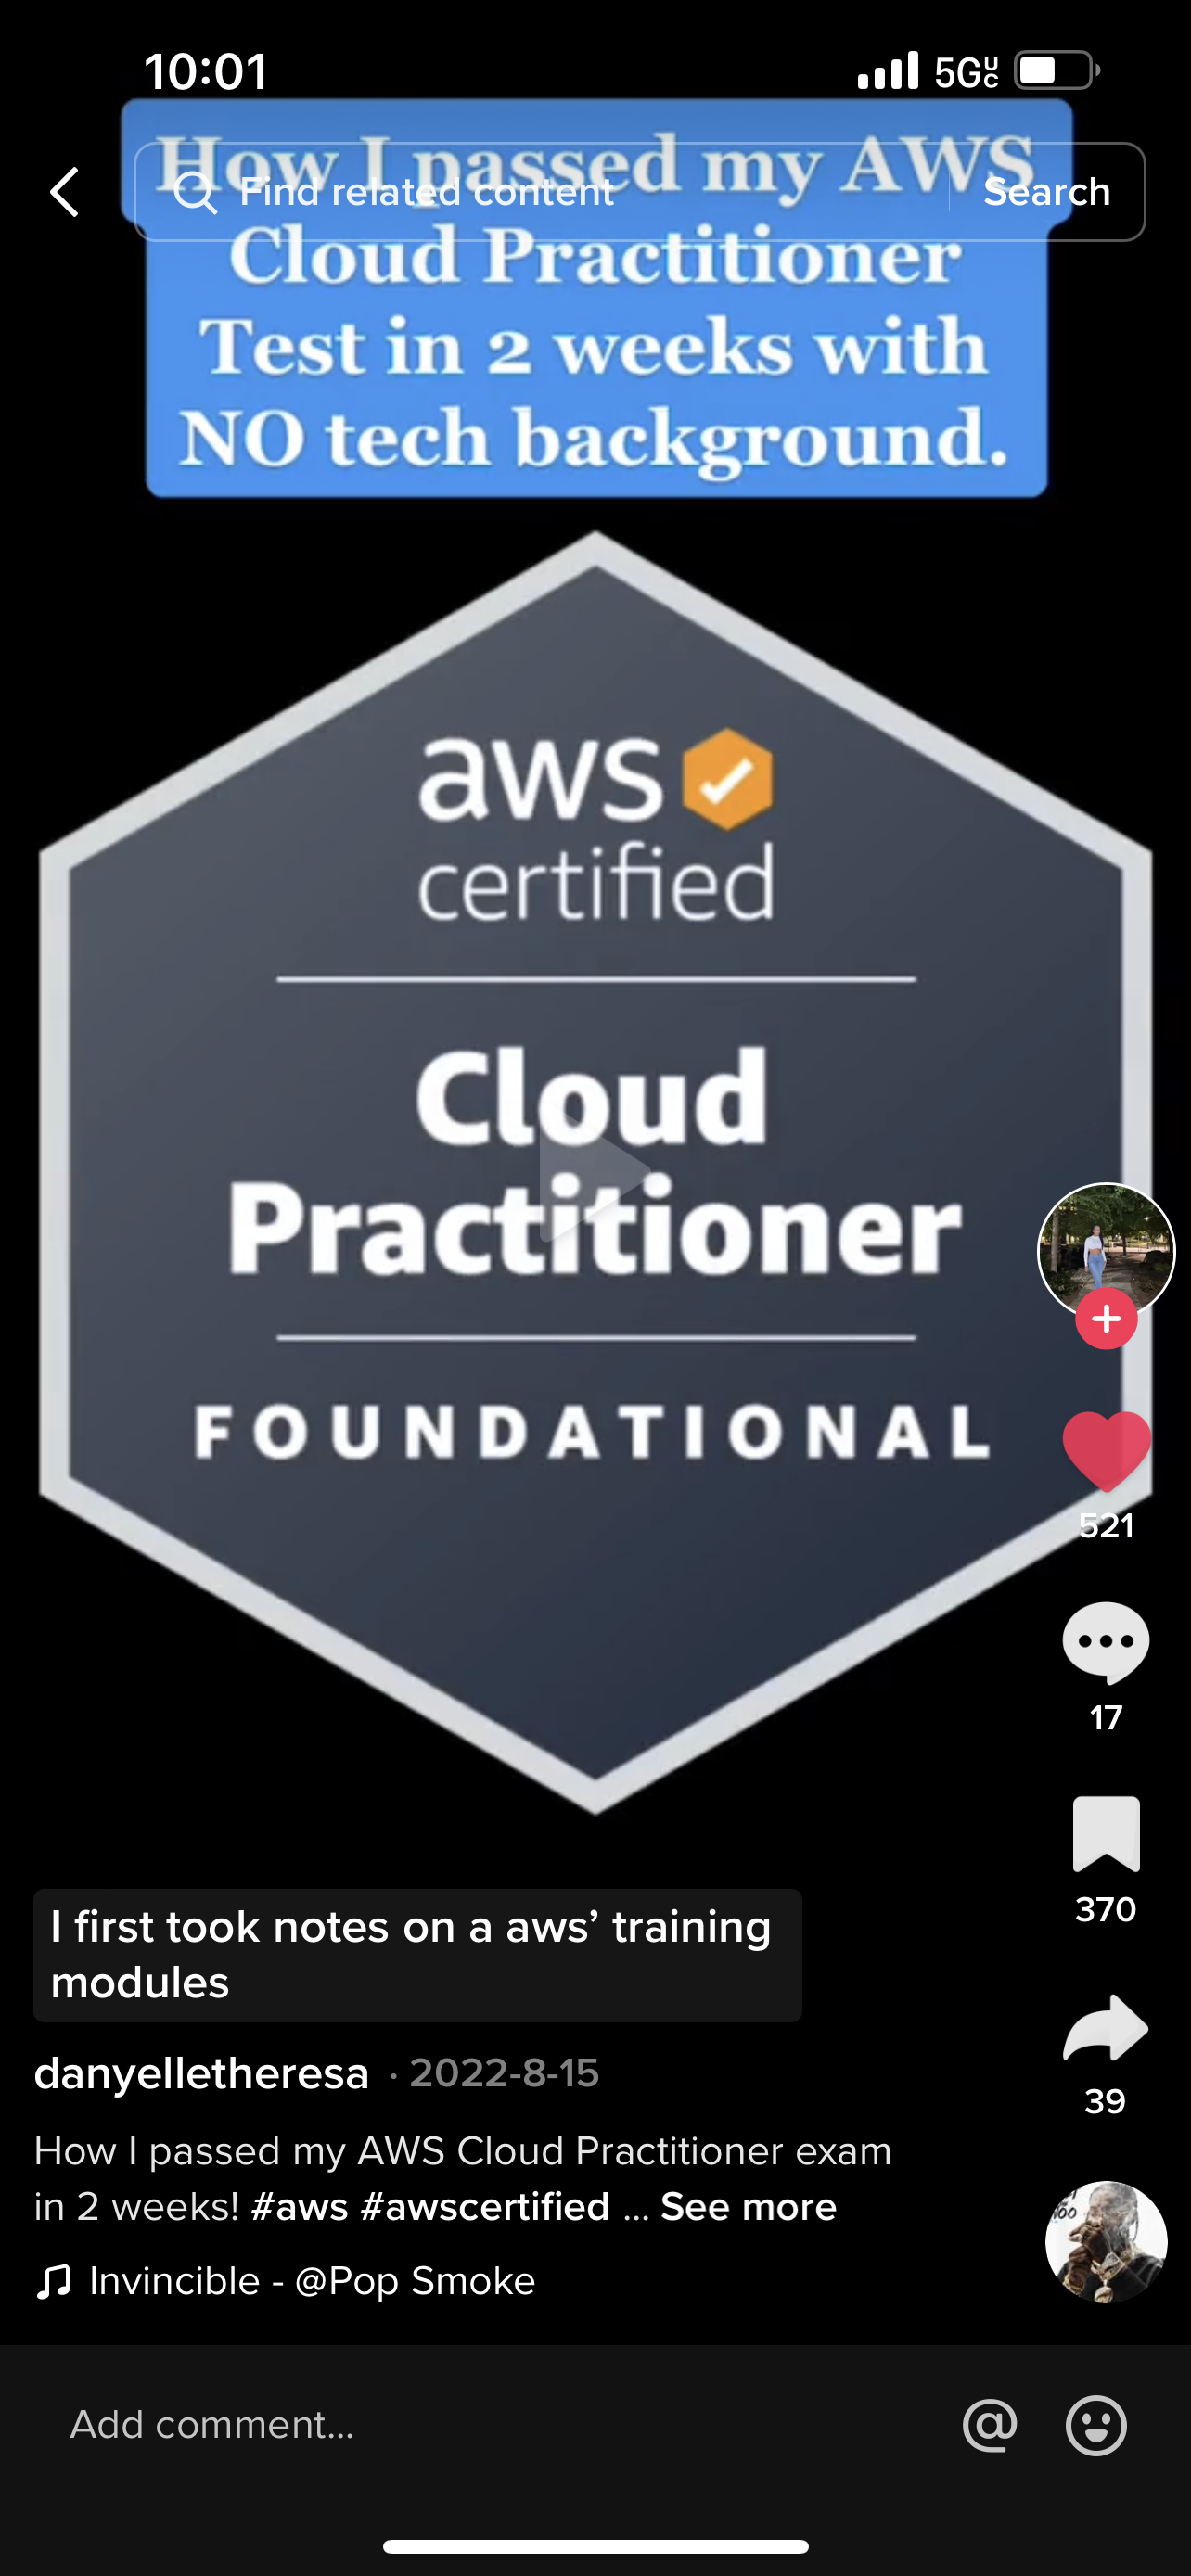 10:01
5GUC
How I passed my AWS
Find related content
Search
Cloud Practitioner
Test in 2 weeks with
NO tech background.
aws
certified
Cloud
Practitioner
FOUNDATIONAL
521
17
370
39
I first took notes on a aws’ training
modules
danyelletheresa · 2022-8-15
How I passed my AWS Cloud Practitioner exam
in 2 weeks! #aws #awscertified ... See more
Invincible - @Pop Smoke
Add comment...
@